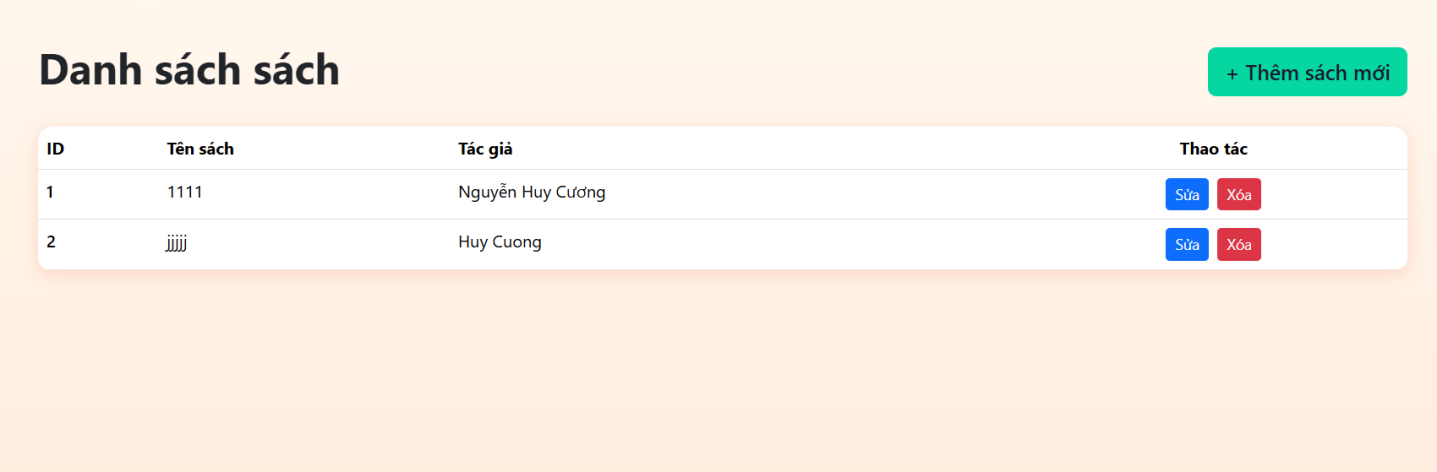 Danh sách sách
+ Thêm sách mới
ID Tên sách Tác giả Thao tác
1 1111 Nguyễn Huy Cương Sửa Xóa
2 jjjjj Huy Cuong Sửa Xóa